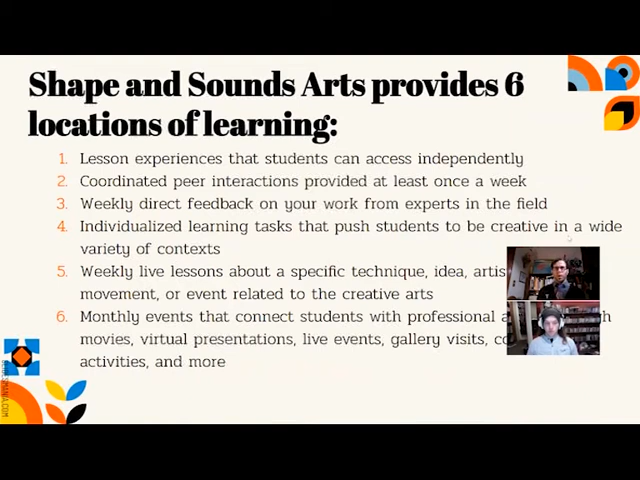 Shape and Sounds Arts provides 6
locations of learning:
1. Lesson experiences that students can access independently
2. Coordinated peer interactions provided at least once a week
3. Weekly direct feedback on your work from experts in the field
4. Individualized learning tasks that push students to be creative in a wide
variety of contexts
5. Weekly live lessons about a specific technique, idea,
movement, or event related to the creative arts
6. Monthly events that connect students with professional
movies, virtual presentations, live events, gallery visits,
activities, and more